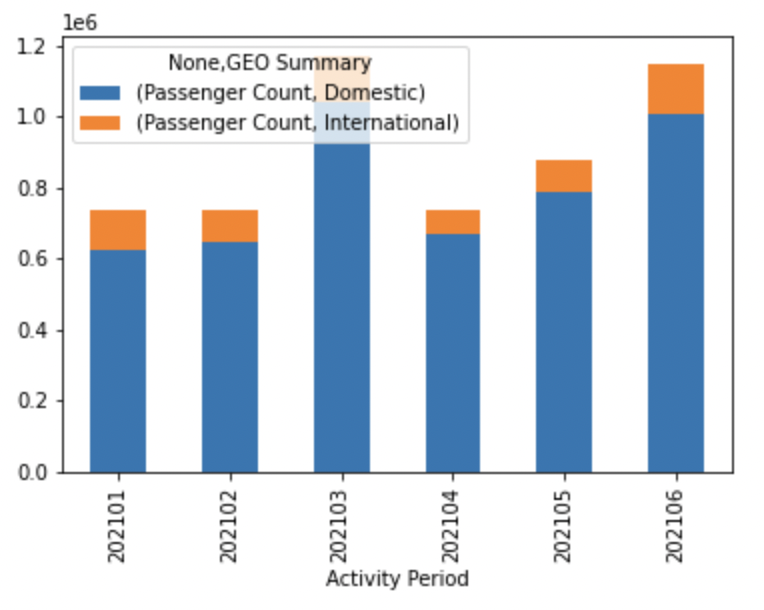 1e6
1.2
1.0
0.8
0.6
0.4
0.2
0.0
None,GEO Summary
(Passenger Count, Domestic)
(Passenger Count, International)
202101
202102
202103
202104
202105
202106
Activity Period